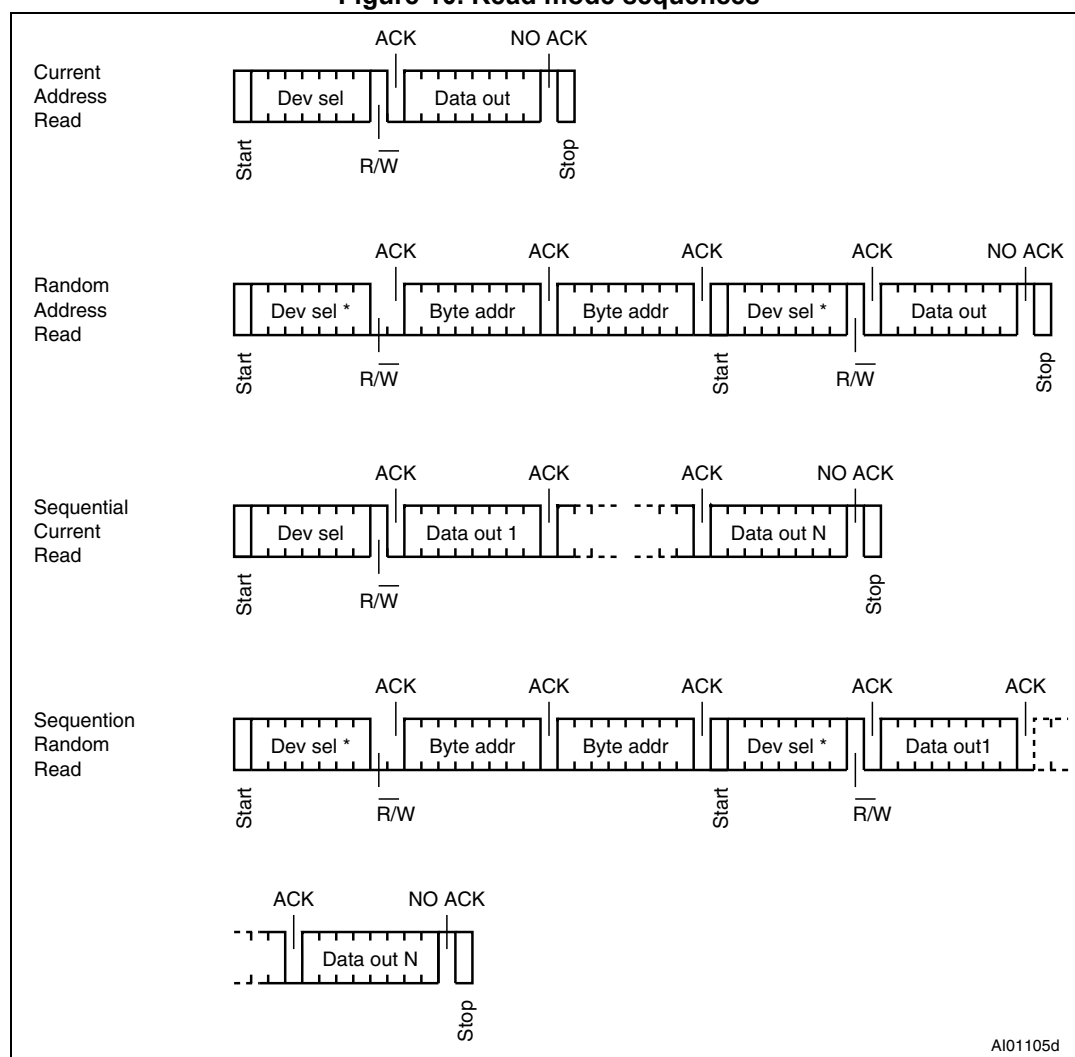 Figure 10. Read mode sequences
ACK NO ACK
Current
Address
Read
Dev sel Data out
Start R/W Stop
ACK ACK ACK ACK NO ACK
Random
Address
Read
Dev sel * Byte addr Byte addr Dev sel * Data out
Start R/W Start R/W Stop
ACK ACK ACK NO ACK
Sequential
Current
Read
Dev sel Data out 1 Data out N
Start R/W Stop
ACK ACK ACK ACK ACK
Sequention
Random
Read
Dev sel * Byte addr Byte addr Dev sel * Data out1
Start R/W Start R/W
ACK NO ACK
Data out N
Stop
AI01105d